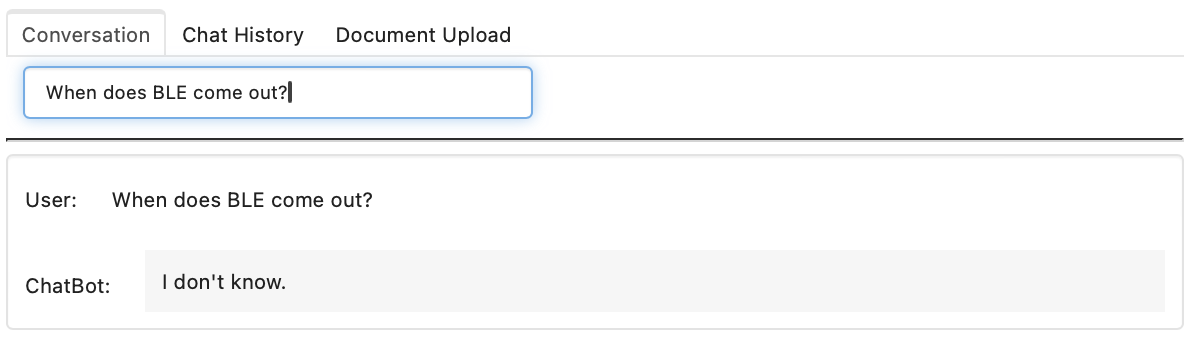 Conversation Chat History Document Upload
When does BLE come out?
User: When does BLE come out?
ChatBot: I don't know.